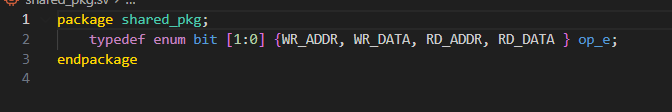 shared_pkg.sv > ...
1 package shared_pkg;
2 typedef enum bit [1:0] {WR_ADDR, WR_DATA, RD_ADDR, RD_DATA } op_e;
3 endpackage
4